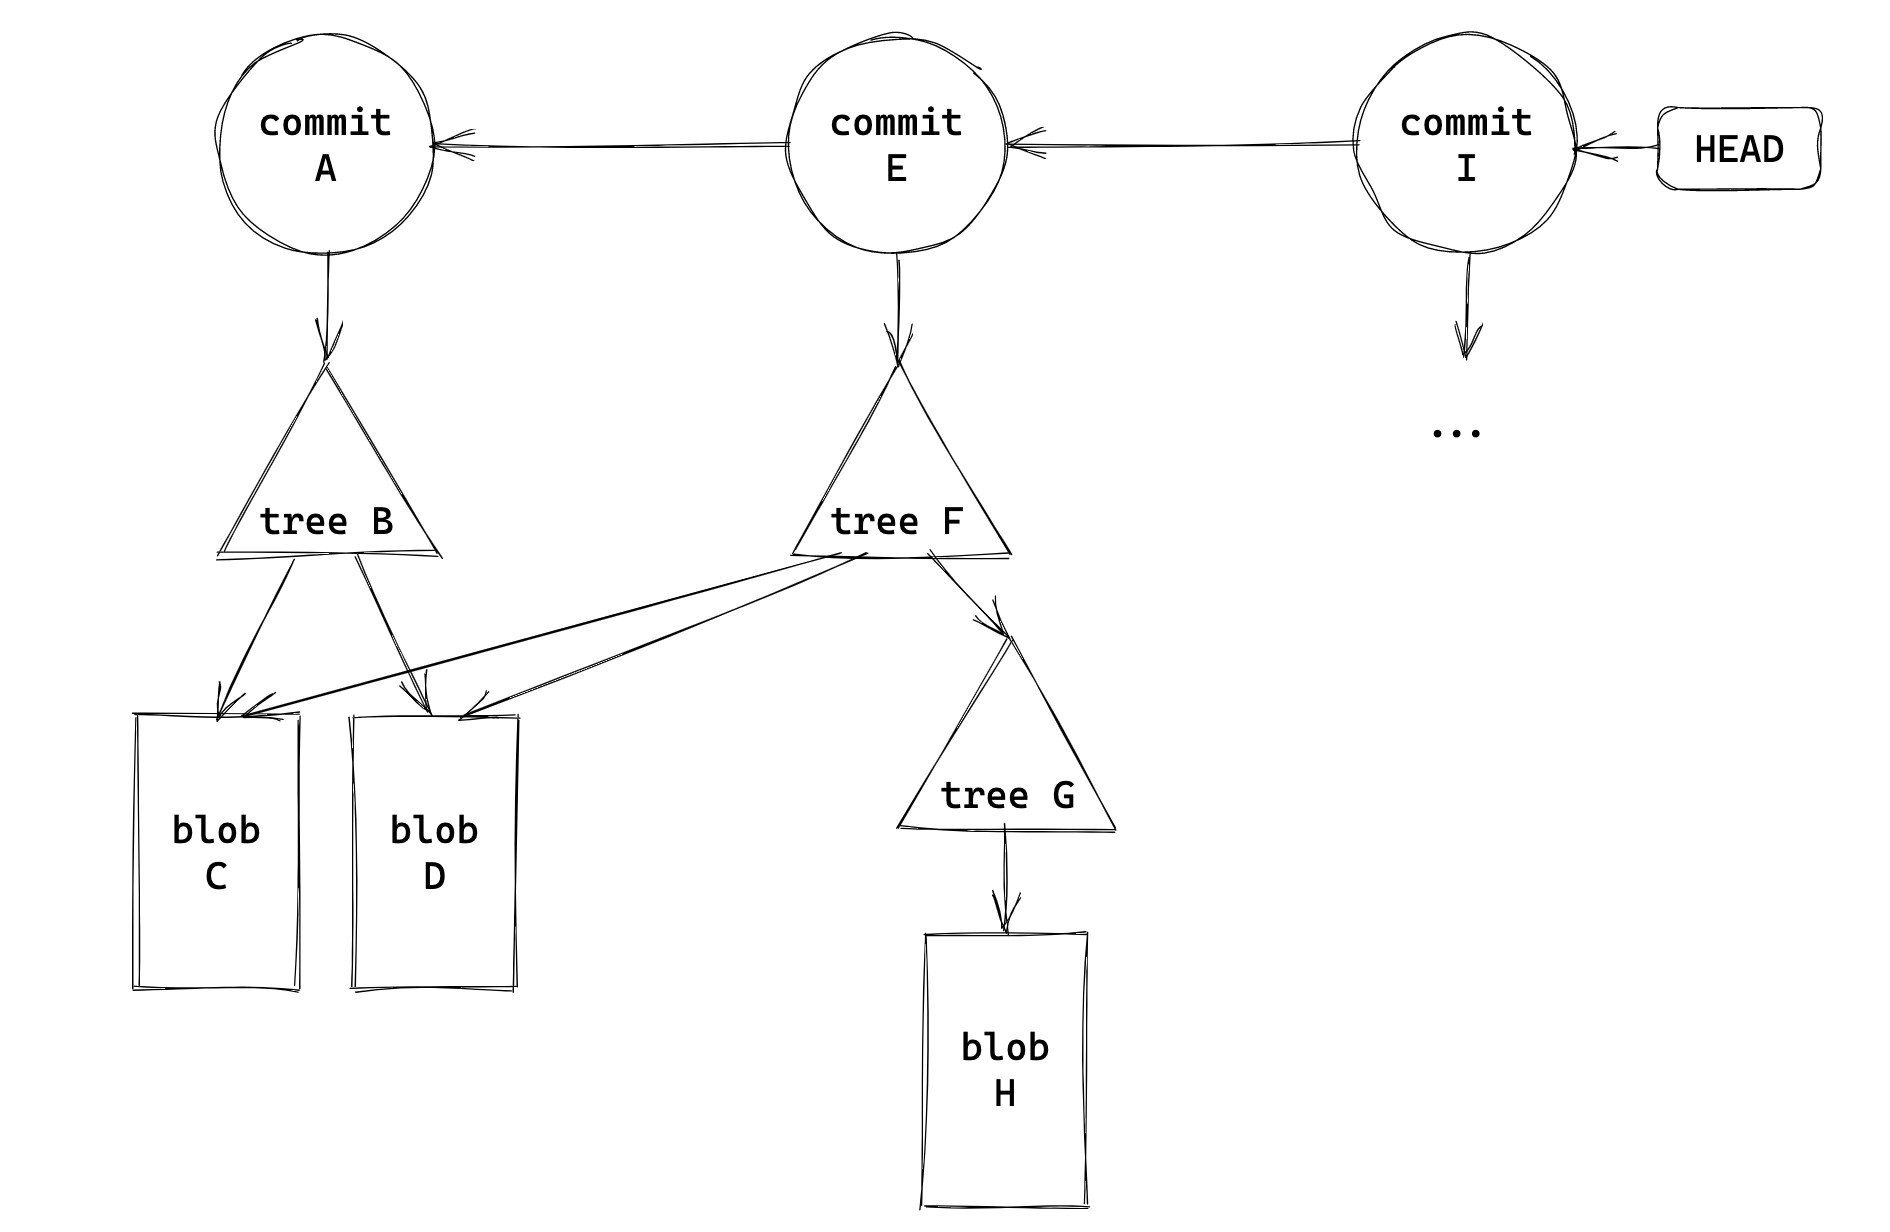 commit
A
commit
E
commit
I
HEAD
...
tree B
tree F
tree G
blob
C
blob
D
blob
H